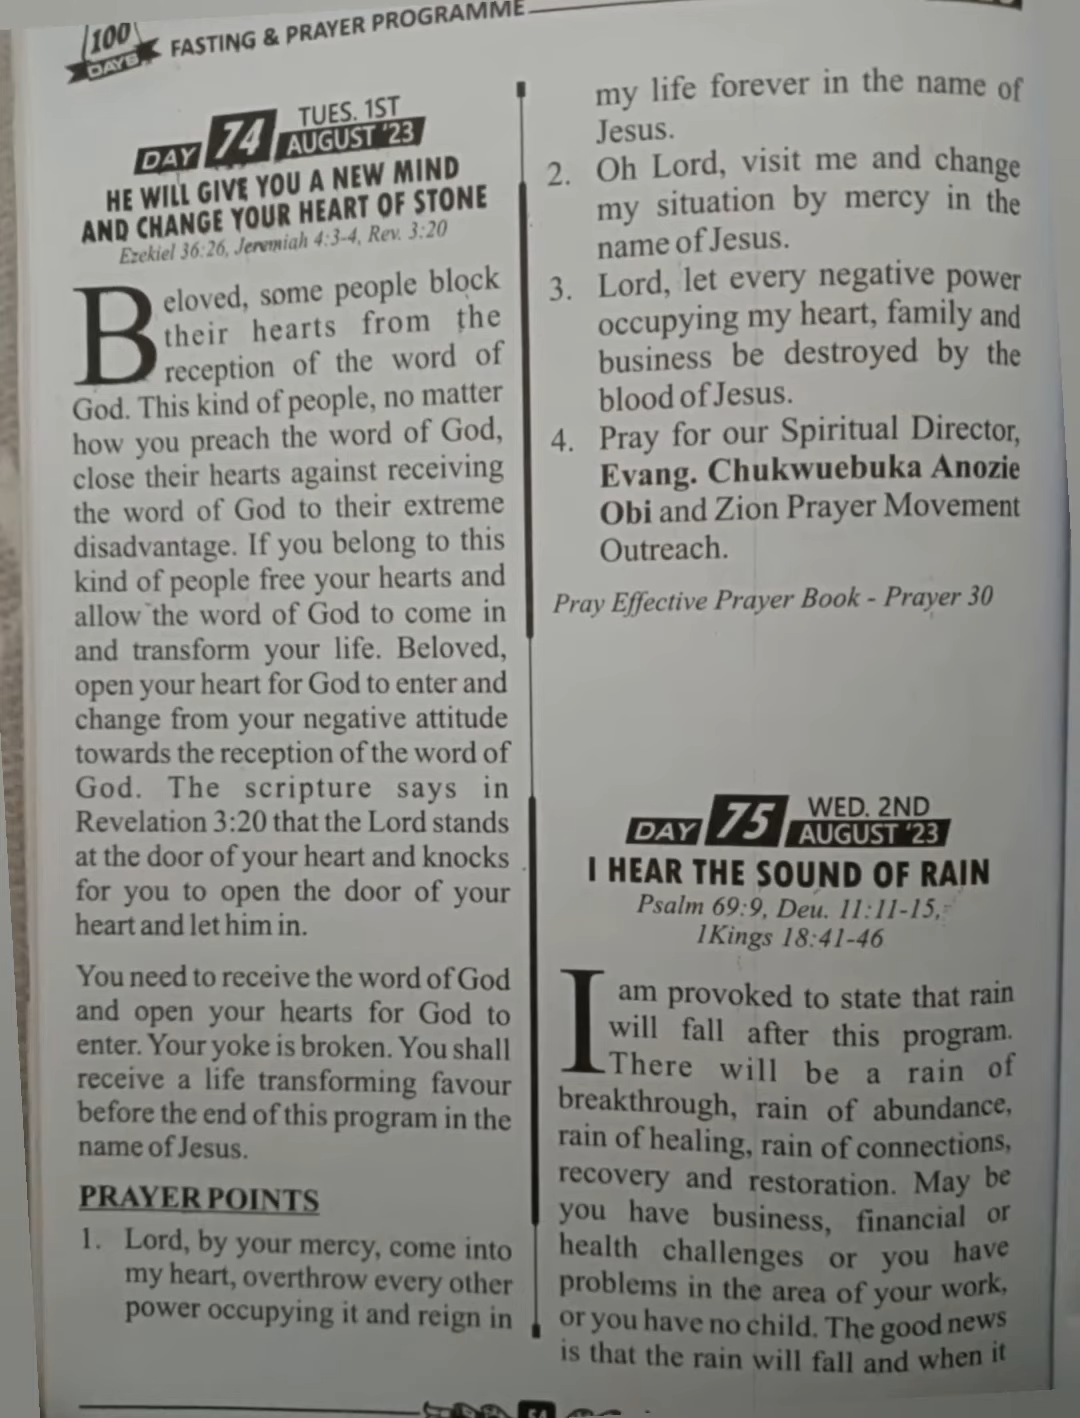 100
DAYS
FASTING & PRAYER PROGRAMME
DAY 74 TUES. 1ST
AUGUST '23
HE WILL GIVE YOU A NEW MIND
AND CHANGE YOUR HEART OF STONE
Ezekiel 36:26, Jeremiah 4:3-4, Rev. 3:20
Beloved, some people block
their hearts from the
reception of the word of
God. This kind of people, no matter
how you preach the word of God,
close their hearts against receiving
the word of God to their extreme
disadvantage. If you belong to this
kind of people free your hearts and
allow the word of God to come in
and transform your life. Beloved,
open your heart for God to enter and
change from your negative attitude
towards the reception of the word of
God. The scripture says in
Revelation 3:20 that the Lord stands
at the door of your heart and knocks
for you to open the door of your
heart and let him in.
You need to receive the word of God
and open your hearts for God to
enter. Your yoke is broken. You shall
receive a life transforming favour
before the end of this program in the
name of Jesus.
PRAYER POINTS
1. Lord, by your mercy, come into
my heart, overthrow every other
power occupying it and reign in
my life forever in the name of
Jesus.
2. Oh Lord, visit me and change
my situation by mercy in the
name of Jesus.
3. Lord, let every negative power
occupying my heart, family and
business be destroyed by the
blood of Jesus.
4. Pray for our Spiritual Director,
Evang. Chukwuebuka Anozie
Obi and Zion Prayer Movement
Outreach.
Pray Effective Prayer Book - Prayer 30
DAY 75 WED. 2ND
AUGUST '23
I HEAR THE SOUND OF RAIN
Psalm 69:9, Deu. 11:11-15,
1Kings 18:41-46
I am provoked to state that rain
will fall after this program.
There will be a rain of
breakthrough, rain of abundance,
rain of healing, rain of connections,
recovery and restoration. May be
you have business, financial or
health challenges or you have
problems in the area of your work,
or you have no child. The good news
is that the rain will fall and when it